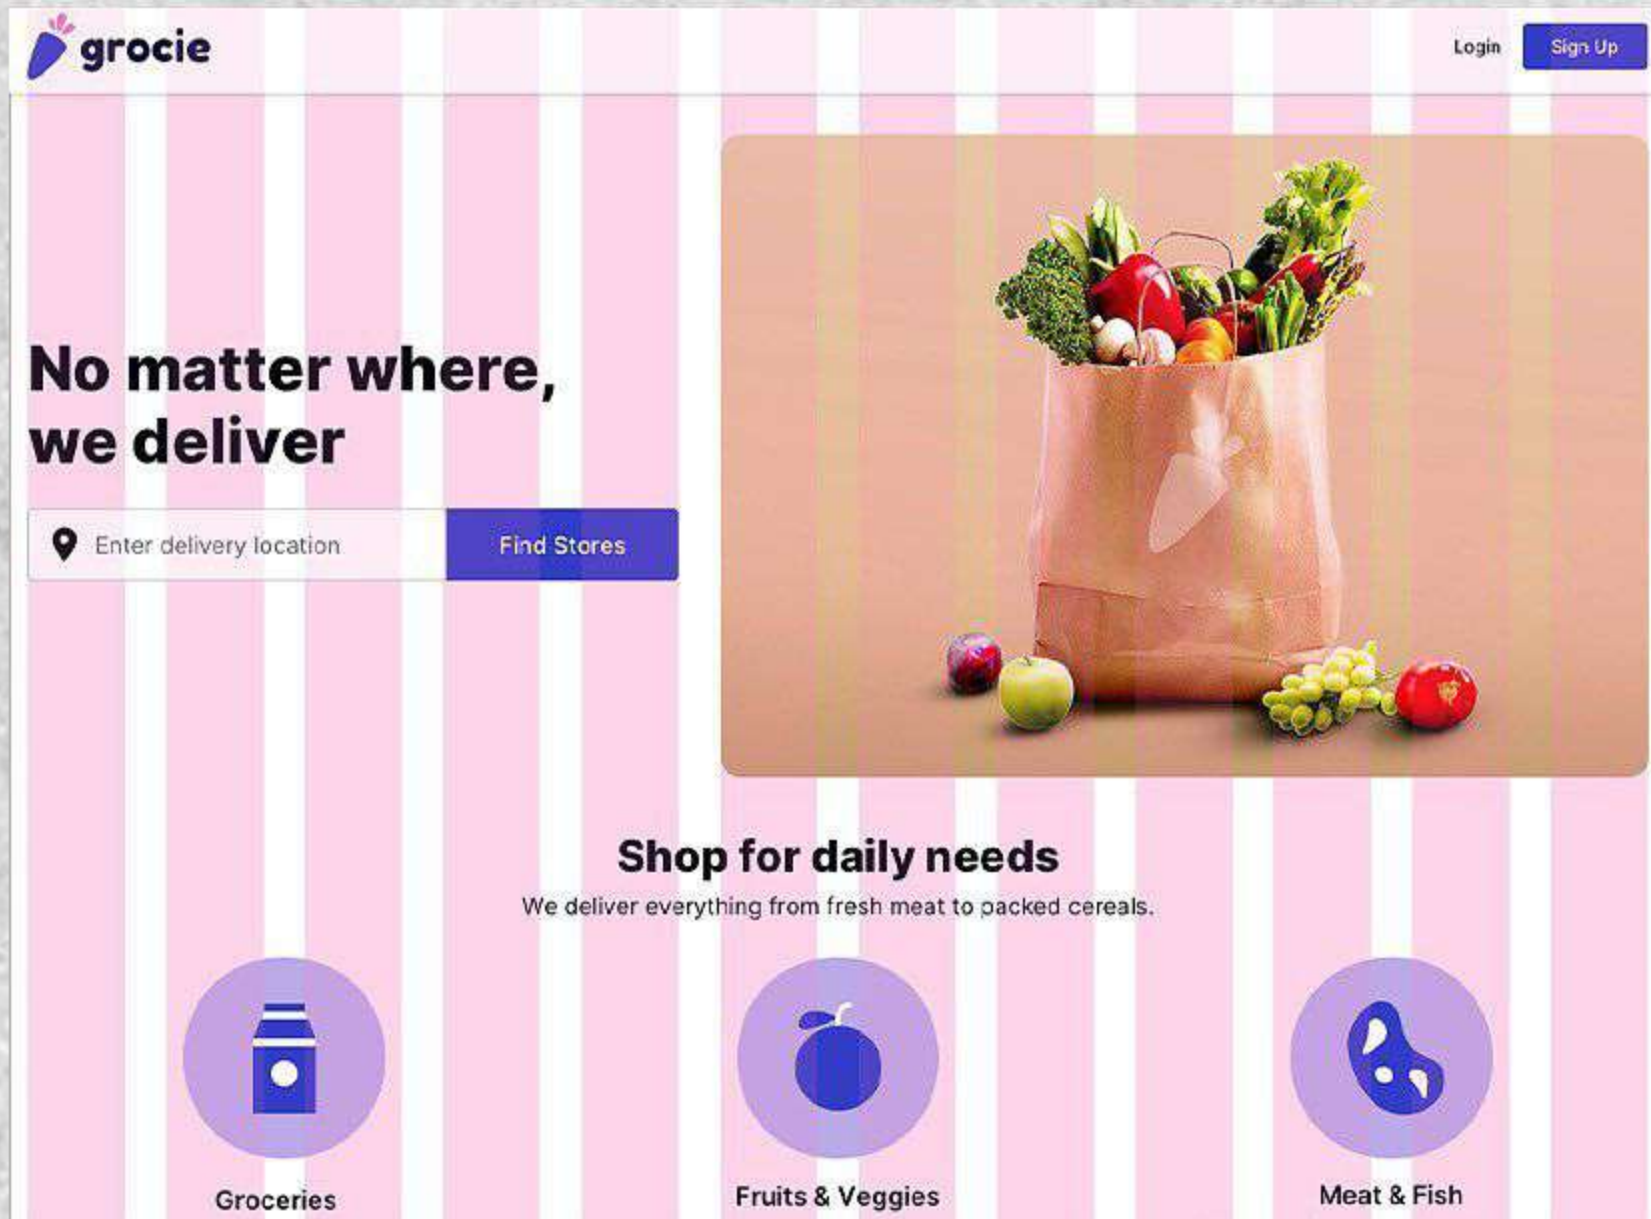 grocie
Login
Sign Up
No matter where,
we deliver
Enter delivery location
Find Stores
Shop for daily needs
We deliver everything from fresh meat to packed cereals.
Groceries
Fruits & Veggies
Meat & Fish